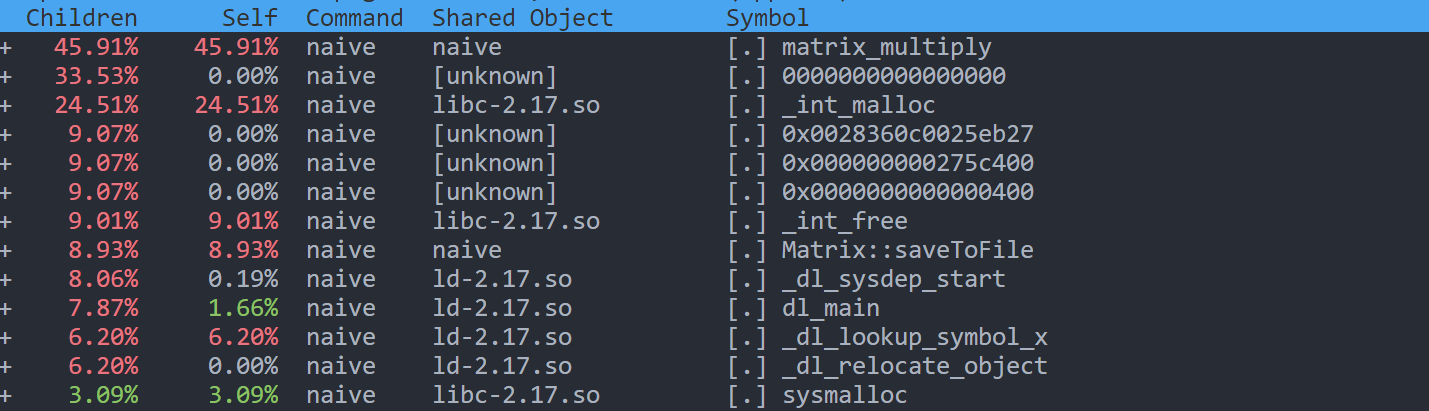 Children Self Command Shared Object Symbol
+ 45.91% 45.91% naive naive [.] matrix_multiply
+ 33.53% 0.00% naive [unknown] [.] 0000000000000000
+ 24.51% 24.51% naive libc-2.17.so [.] _int_malloc
+ 9.07% 0.00% naive [unknown] [.] 0x0028360c0025eb27
+ 9.07% 0.00% naive [unknown] [.] 0x000000000275c400
+ 9.07% 0.00% naive [unknown] [.] 0x0000000000000400
+ 9.01% 9.01% naive libc-2.17.so [.] _int_free
+ 8.93% 8.93% naive naive [.] Matrix::saveToFile
+ 8.06% 0.19% naive ld-2.17.so [.] _dl_sysdep_start
+ 7.87% 1.66% naive ld-2.17.so [.] dl_main
+ 6.20% 6.20% naive ld-2.17.so [.] _dl_lookup_symbol_x
+ 6.20% 0.00% naive ld-2.17.so [.] _dl_relocate_object
+ 3.09% 3.09% naive libc-2.17.so [.] sysmalloc